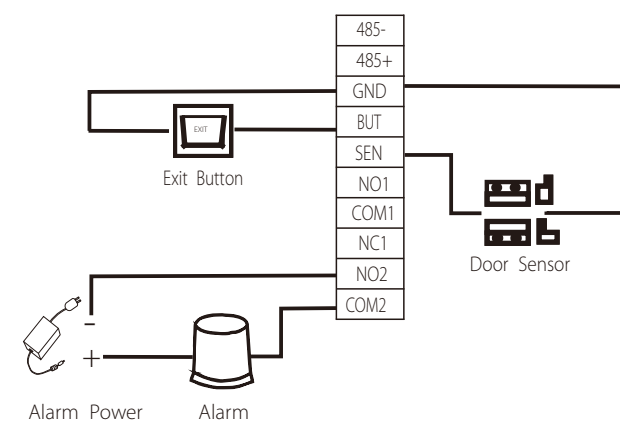 485-
485+
GND
BUT
EXIT
SEN
Exit Button
NO1
COM1
NC1
Door Sensor
NO2
COM2
-
+
Alarm Power
Alarm